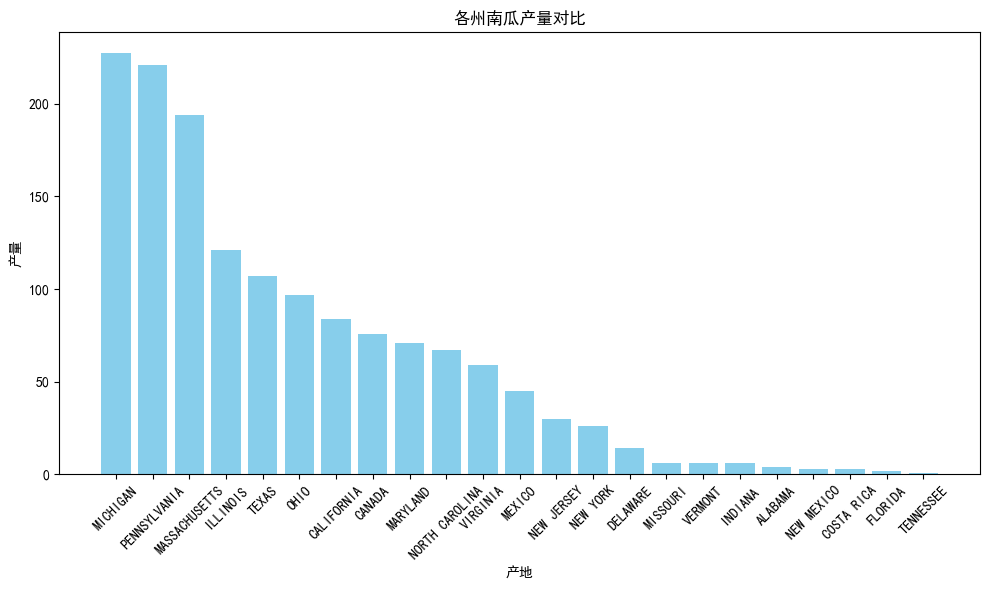 各州南瓜产量对比
产量
200
150
100
50
0
MICHIGAN
PENNSYLVANIA
MASSACHUSETTS
ILLINOIS
TEXAS
OHIO
CALIFORNIA
CANADA
MARYLAND
NORTH CAROLINA
VIRGINIA
MEXICO
NEW JERSEY
NEW YORK
DELAWARE
MISSOURI
VERMONT
INDIANA
ALABAMA
NEW MEXICO
COSTA RICA
FLORIDA
TENNESSEE
产地